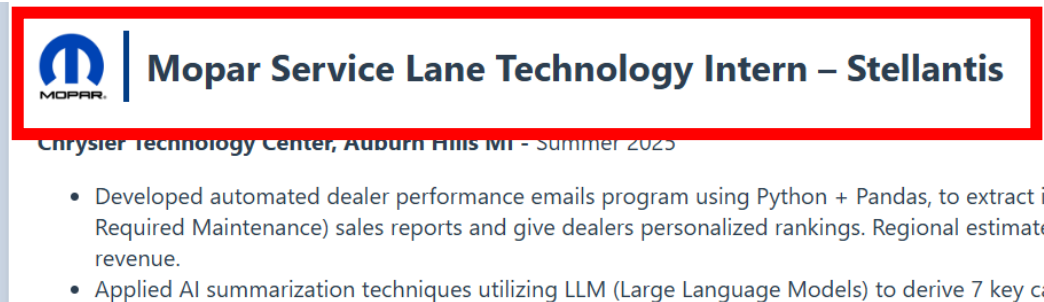 MOPAR.
Mopar Service Lane Technology Intern – Stellantis
Chrysler Technology Center, Auburn Hills MI - Summer 2025
• Developed automated dealer performance emails program using Python + Pandas, to extract
Required Maintenance) sales reports and give dealers personalized rankings. Regional estimate
revenue.
• Applied AI summarization techniques utilizing LLM (Large Language Models) to derive 7 key